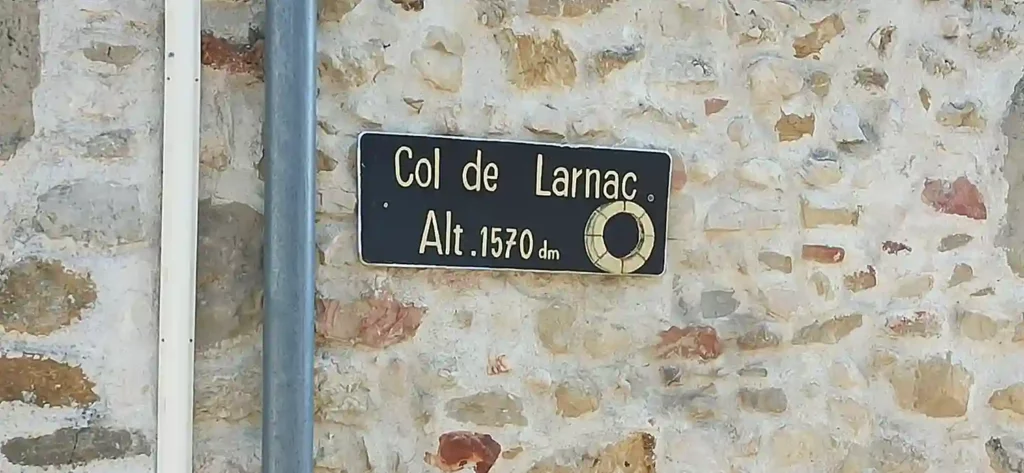 Col de Larnac
Alt. 1570 dm